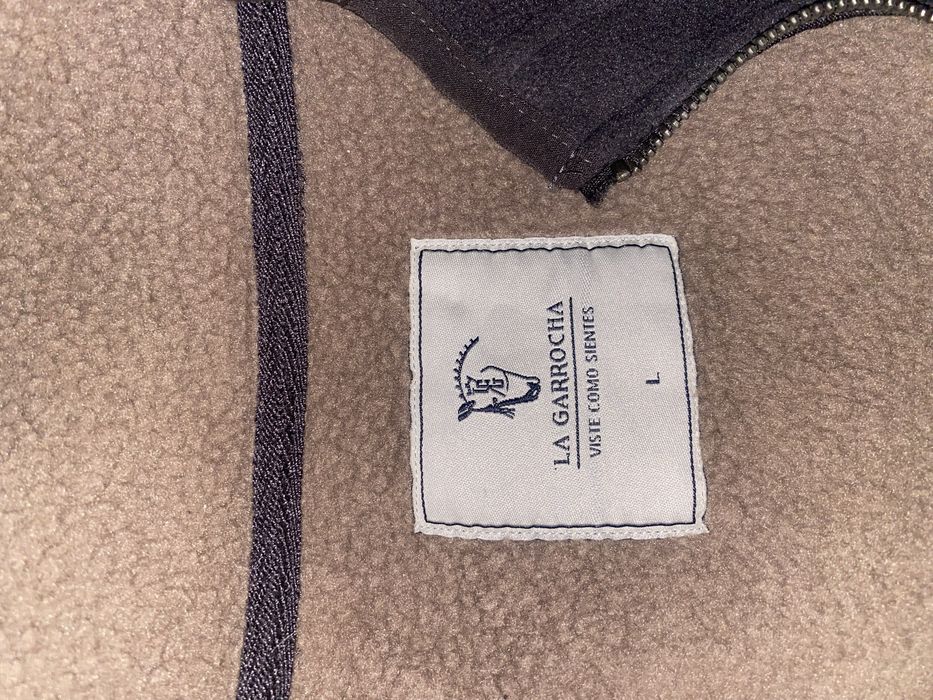 LA GARROCHA
VISTE COMO SIENTES
L